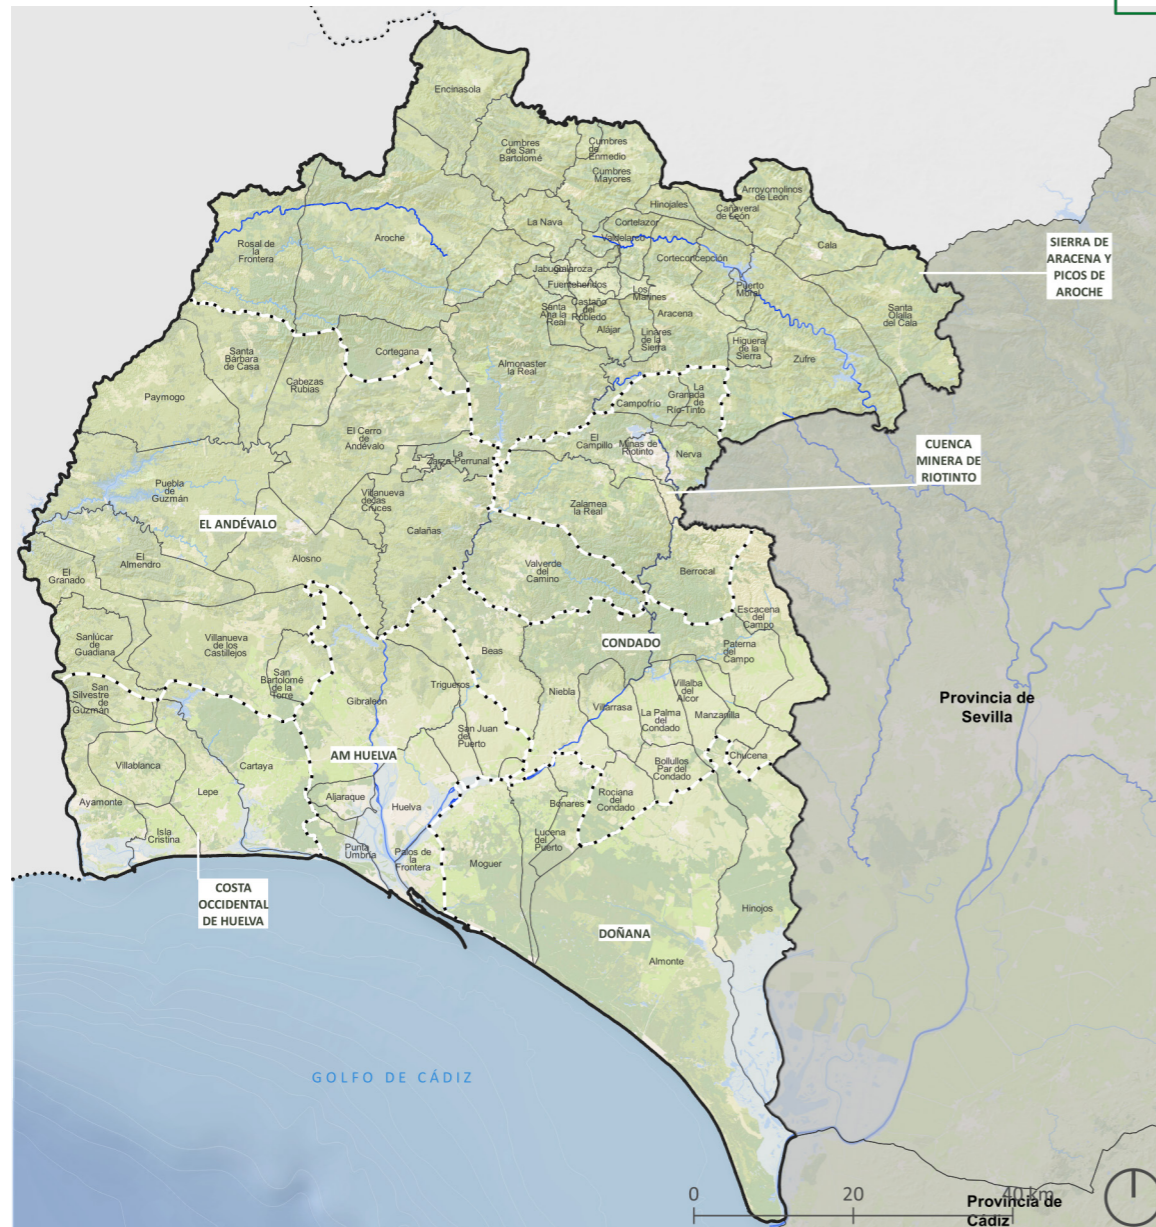 Encinasola
Cumbres
de San
Bartolomé
Cumbres
de
Enmedio
Cumbres
Mayores
Arroyomolinos
de León
Hinojales
Cañaveral
de León
La Nava
Cortelazor
Valdelarco
Cala
Aroche
Rosal de
la
Frontera
Corteconcepción
SIERRA DE
ARACENA Y
PICOS DE
AROCHE
Jabugo
Galaroza
Fuenteheridos
Los
Marines
Puerto
Moral
Castaño
del
Robledo
Santa
Ana la
Real
Aracena
Santa
Olalla
del Cala
Alájar
Linares
de la
Sierra
Higuera
de la
Sierra
Zufre
Santa
Bárbara
de Casa
Cortegana
Almonaster
la Real
Cabezas
Rubias
Paymogo
Campofrío
La
Granada
de
Río-Tinto
El Cerro
de
Andévalo
El
Campillo
Minas de
Riotinto
Nerva
CUENCA
MINERA DE
RIOTINTO
La
Zarza-Perrunal
Puebla
de
Guzmán
Villanueva
de las
Cruces
Zalamea
la Real
EL ANDÉVALO
Calañas
Alosno
El
Almendro
El
Granado
Valverde
del
Camino
Berrocal
Escacena
del
Campo
Sanlúcar
de
Guadiana
Villanueva
de los
Castillejos
CONDADO
Paterna
del
Campo
Beas
San
Bartolomé
de la
Torre
San
Silvestre
de
Guzmán
Trigueros
Gibraleón
Niebla
Villalba
del
Alcor
Villarrasa
La Palma
del
Condado
Manzanilla
Provincia de
Sevilla
San Juan
del
Puerto
AM HUELVA
Chucena
Villablanca
Cartaya
Bollullos
Par del
Condado
Lepe
Aljaraque
Huelva
Rociana
del
Condado
Bonares
Ayamonte
Isla
Cristina
Lucena
del
Puerto
Punta
Umbría
Palos de
la
Frontera
Moguer
COSTA
OCCIDENTAL
DE HUELVA
Hinojos
DOÑANA
Almonte
GOLFO DE CÁDIZ
0 20 40 km
Provincia de
Cádiz